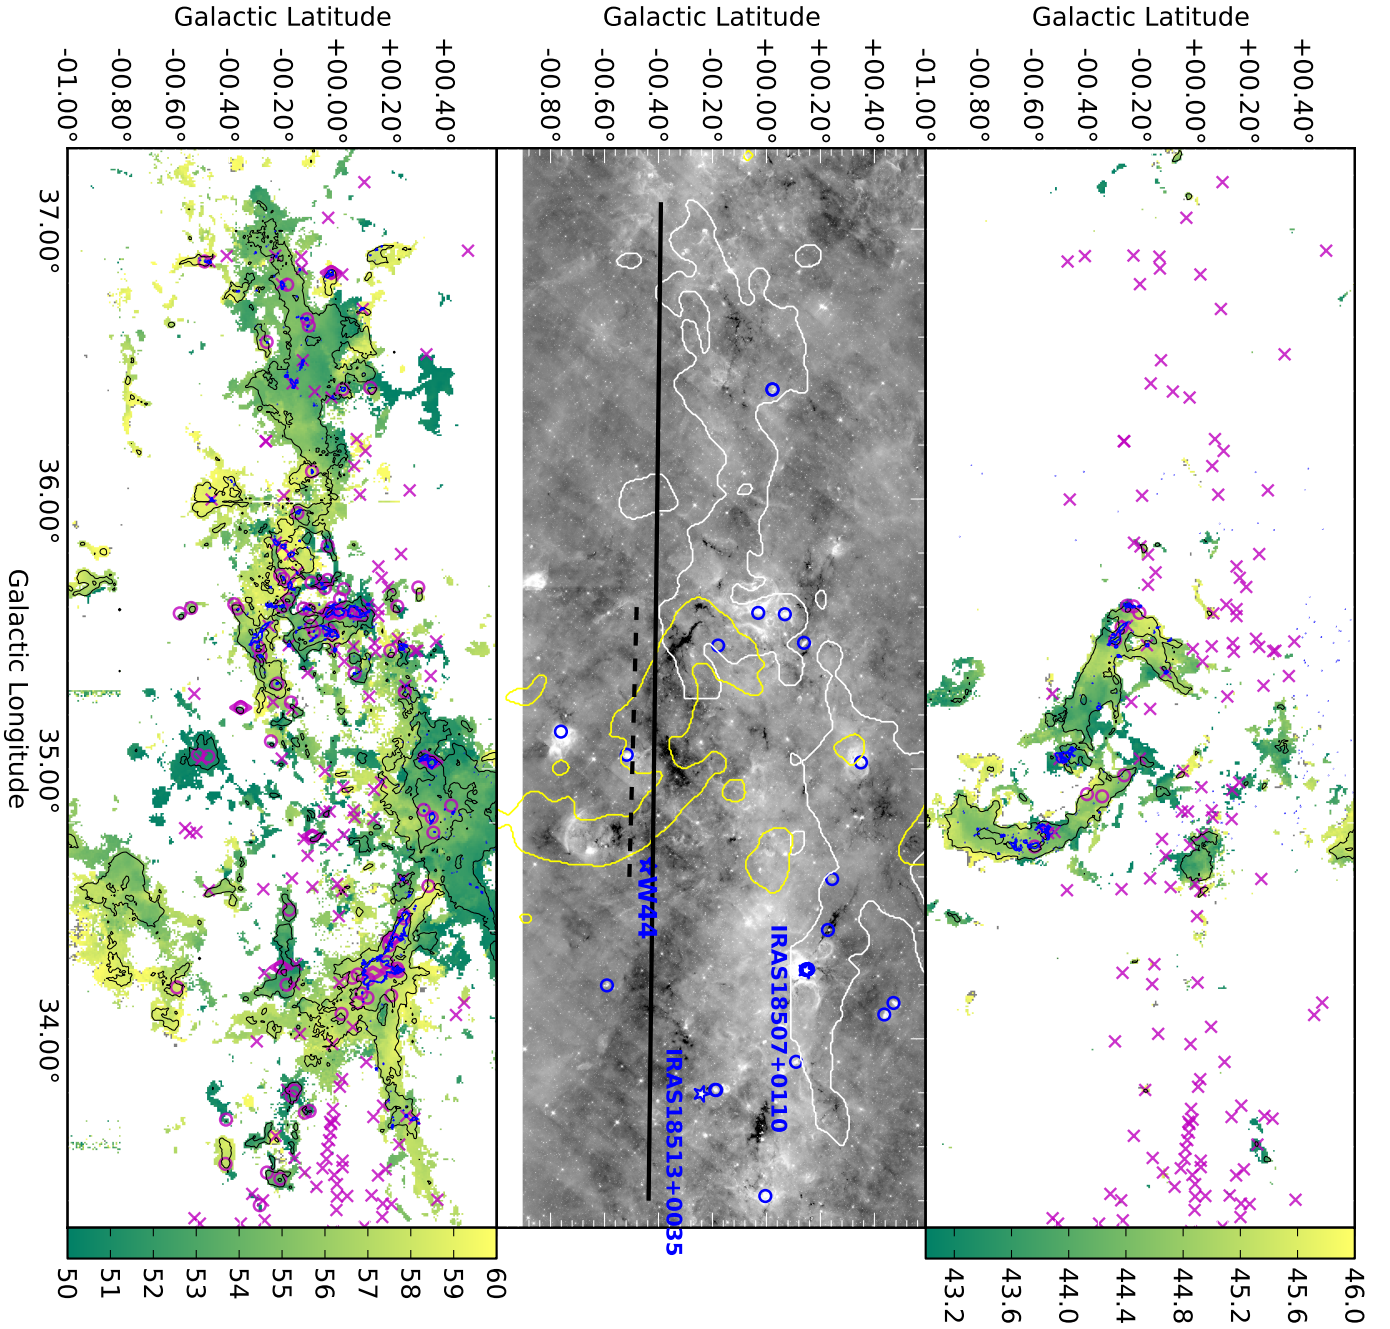 Galactic Latitude
Galactic Latitude
Galactic Latitude
-01.00° -00.80° -00.60° -00.40° -00.20° +00.00° +00.20° +00.40°
-00.80° -00.60° -00.40° -00.20° +00.00° +00.20° +00.40°
-01.00° -00.80° -00.60° -00.40° -00.20° +00.00° +00.20° +00.40°
37.00° 36.00° 35.00° 34.00°
Galactic Longitude
W44
IRAS18507+0110
IRAS18513+0035
50 51 52 53 54 55 56 57 58 59 60
43.2 43.6 44.0 44.4 44.8 45.2 45.6 46.0